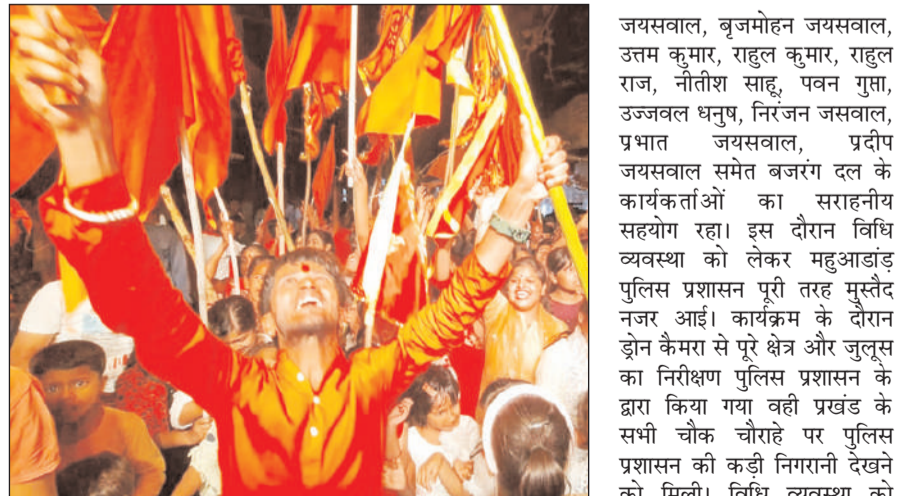 जयसवाल, बृजमोहन जयसवाल,
उत्तम कुमार, राहुल कुमार, राहुल
राज, नीतीश साहू, पवन गुप्ता,
उज्जवल धनुष, निरंजन जसवाल,
प्रभात जयसवाल, प्रदीप
जयसवाल समेत बजरंग दल के
कार्यकर्ताओं का सराहनीय
सहयोग रहा। इस दौरान विधि
व्यवस्था को लेकर महुआडांड़
पुलिस प्रशासन पूरी तरह मुस्तैद
नजर आई। कार्यक्रम के दौरान
ड्रोन कैमरा से पूरे क्षेत्र और जुलूस
का निरीक्षण पुलिस प्रशासन के
द्वारा किया गया वही प्रखंड के
सभी चौक चौराहे पर पुलिस
प्रशासन की कड़ी निगरानी देखने
को मिली। विधि व्यवस्था को